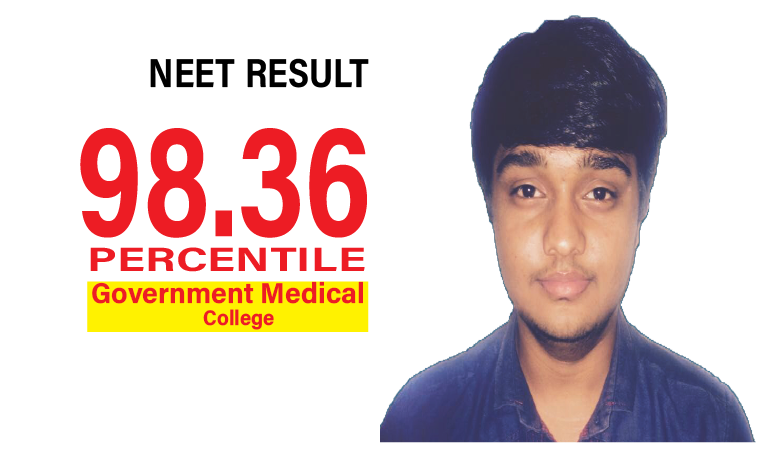 NEET RESULT
98.36
PERCENTILE
Government Medical
College